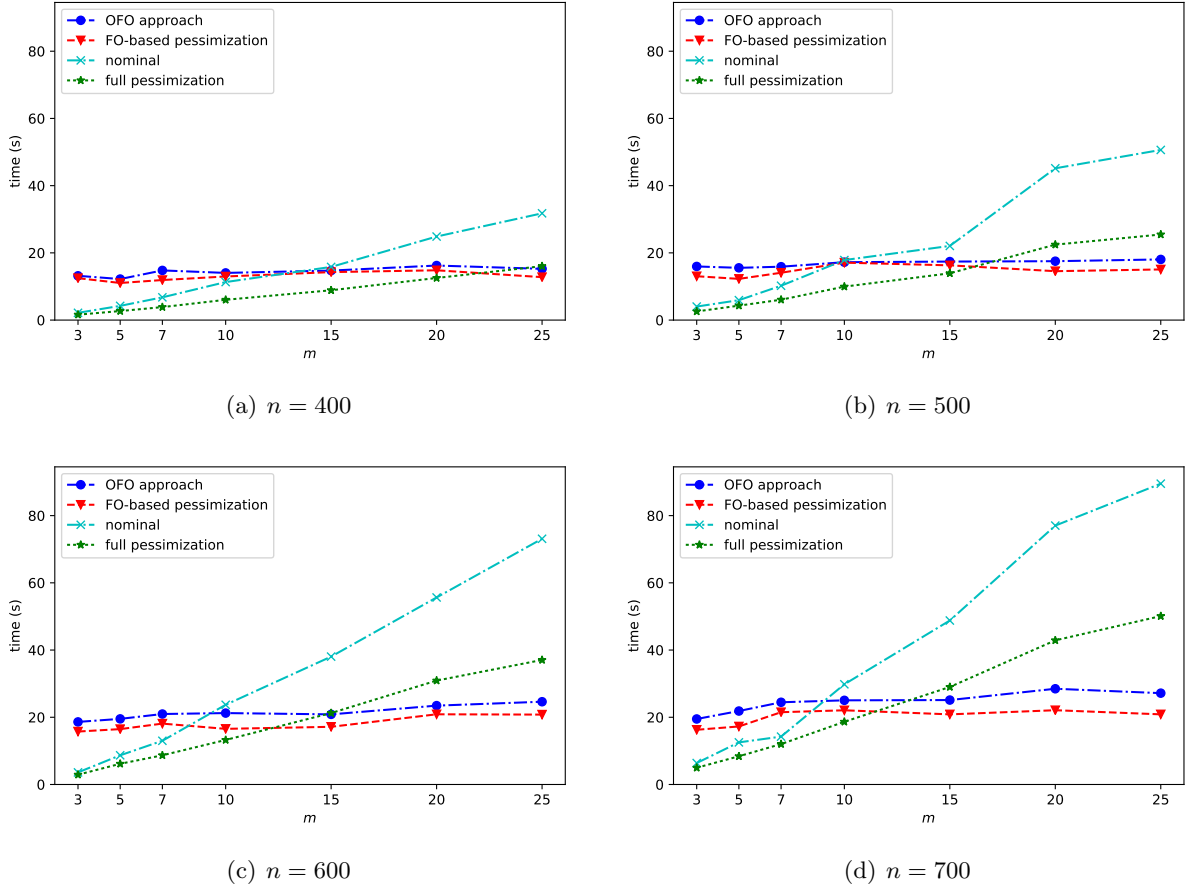 OFO approach
FO-based pessimization
nominal
full pessimization
time (s)
80
60
40
20
0
3 5 7 10 15 20 25
m
(a) n = 400
OFO approach
FO-based pessimization
nominal
full pessimization
time (s)
80
60
40
20
0
3 5 7 10 15 20 25
m
(b) n = 500
OFO approach
FO-based pessimization
nominal
full pessimization
time (s)
80
60
40
20
0
3 5 7 10 15 20 25
m
(c) n = 600
OFO approach
FO-based pessimization
nominal
full pessimization
time (s)
80
60
40
20
0
3 5 7 10 15 20 25
m
(d) n = 700